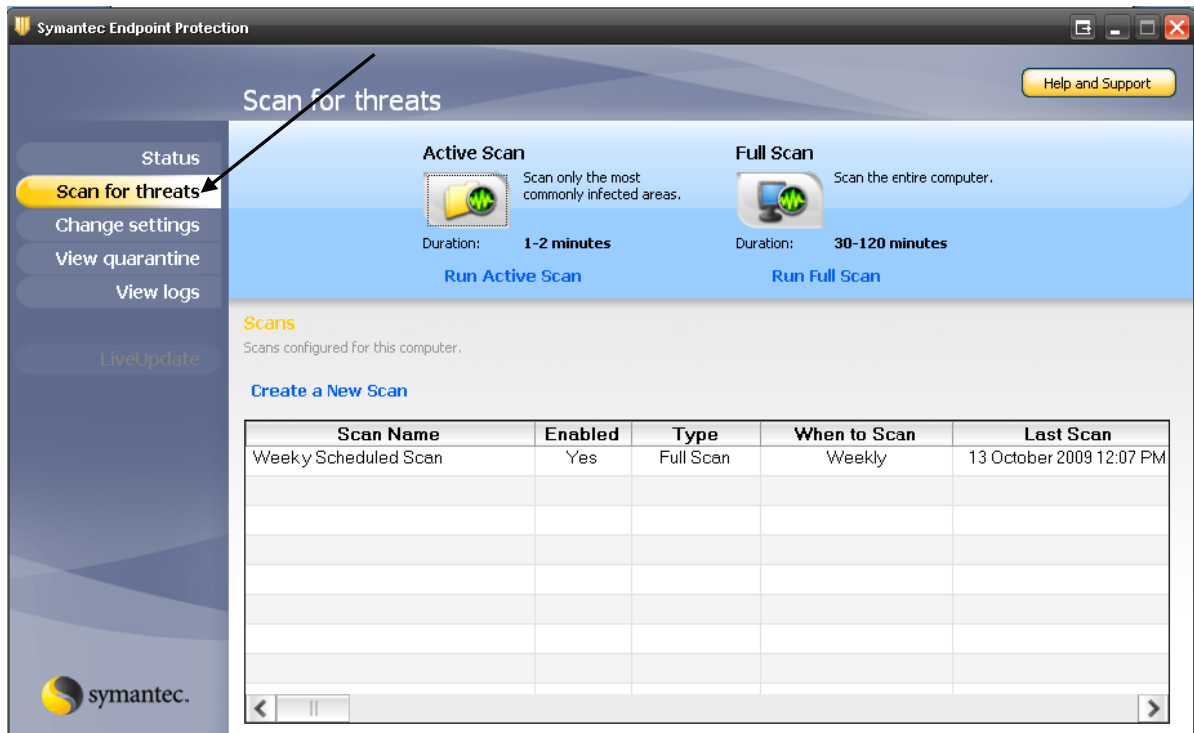 Symantec Endpoint Protection
Scan for threats
Help and Support
Status
Scan for threats
Change settings
View quarantine
View logs
LiveUpdate
Active Scan
Scan only the most
commonly infected areas.
Duration: 1-2 minutes
Run Active Scan
Full Scan
Scan the entire computer.
Duration: 30-120 minutes
Run Full Scan
Scans
Scans configured for this computer.
Create a New Scan
Scan Name Enabled Type When to Scan Last Scan
Weeky Scheduled Scan Yes Full Scan Weekly 13 October 2009 12:07 PM
symantec.